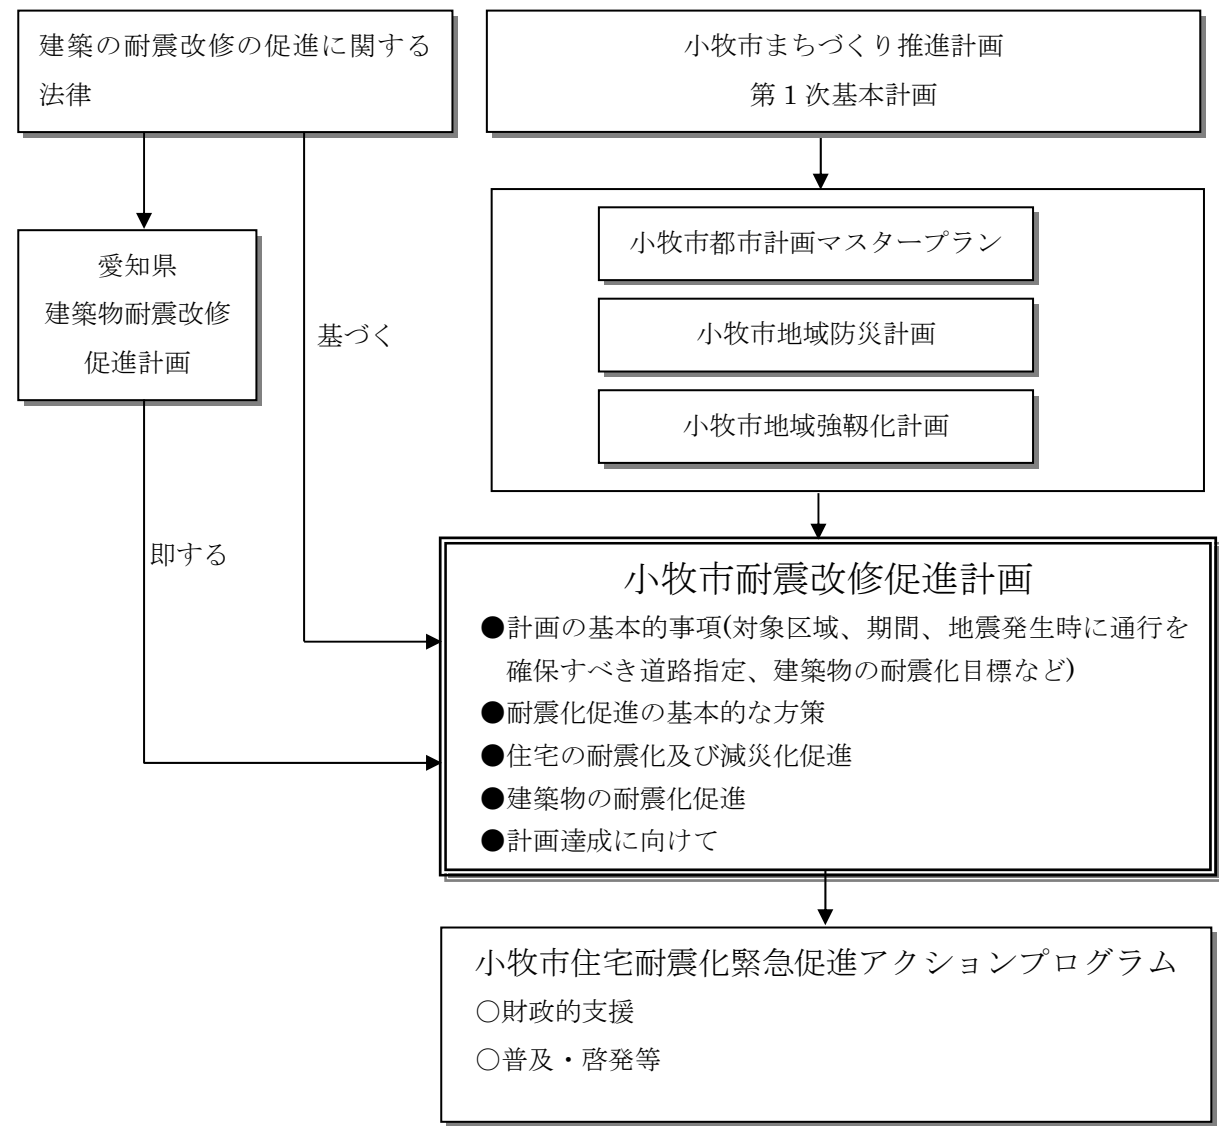 建築の耐震改修の促進に関する
法律
小牧市まちづくり推進計画
第1次基本計画
愛知県
建築物耐震改修
促進計画
基づく
即する
小牧市都市計画マスタープラン
小牧市地域防災計画
小牧市地域強靱化計画
小牧市耐震改修促進計画
●計画の基本的事項(対象区域、期間、地震発生時に通行を
確保すべき道路指定、建築物の耐震化目標など)
●耐震化促進の基本的な方策
●住宅の耐震化及び減災化促進
●建築物の耐震化促進
●計画達成に向けて
小牧市住宅耐震化緊急促進アクションプログラム
○財政的支援
○普及・啓発等